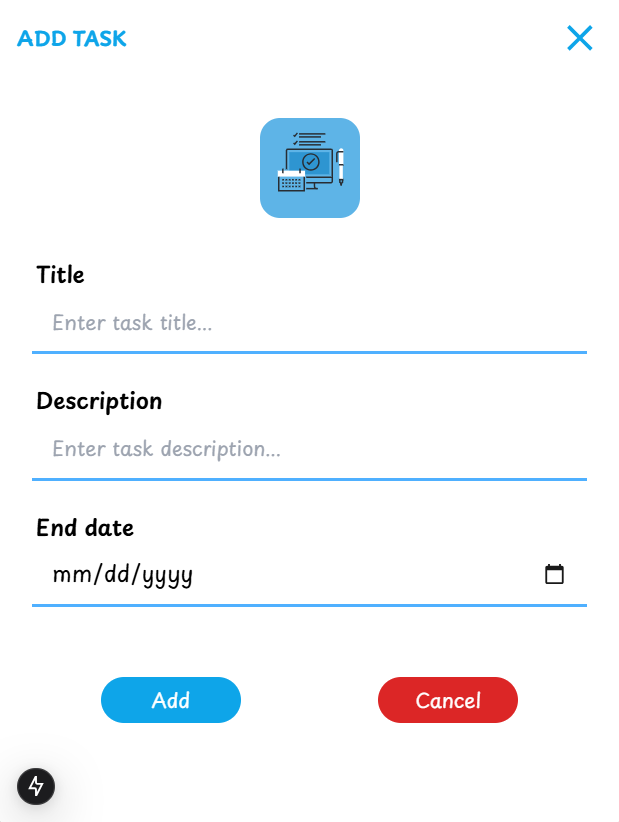 ADD TASK
Title
Enter task title...
Description
Enter task description...
End date
mm/dd/yyyy
Add
Cancel